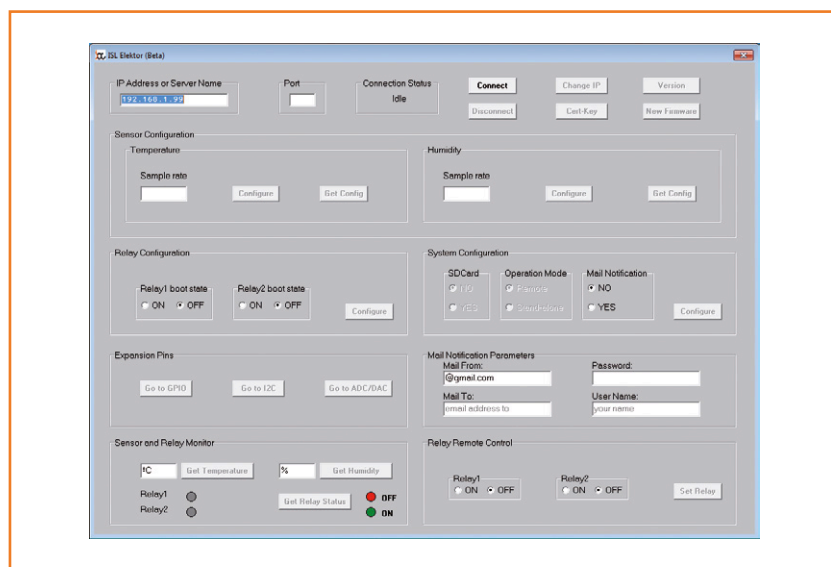 ISL Elektor (Beta)
IP Address or Server Name
192.168.1.99
Port
Connection Status
Idle
Connect
Change IP
Version
Disconnect
Cert-Key
New Firmware
Sensor Configuration
Temperature
Sample rate
Configure
Get Config
Humidity
Sample rate
Configure
Get Config
Relay Configuration
Relay1 boot state
ON OFF
Relay2 boot state
ON OFF
Configure
System Configuration
SDCard
NO
YES
Operation Mode
Remote
Stand-alone
Mail Notification
NO
YES
Configure
Expansion Pins
Go to GPIO
Go to I2C
Go to ADC/DAC
Mail Notification Parameters
Mail From:
@gmail.com
Password:
Mail To:
email address to
User Name:
your name
Sensor and Relay Monitor
ºC
Get Temperature
%
Get Humidity
Relay1
Relay2
Get Relay Status
OFF
ON
Relay Remote Control
Relay1
ON OFF
Relay2
ON OFF
Set Relay